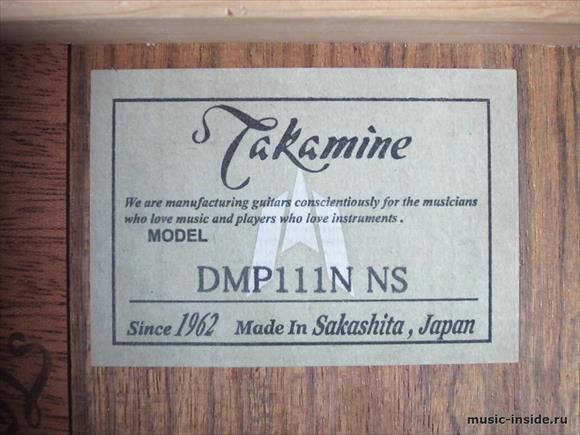 Takamine
We are manufacturing guitars conscientiously for the musicians
who love music and players who love instruments .
MODEL
DMP111N NS
Since 1962 Made In Sakashita , Japan
music-inside.ru